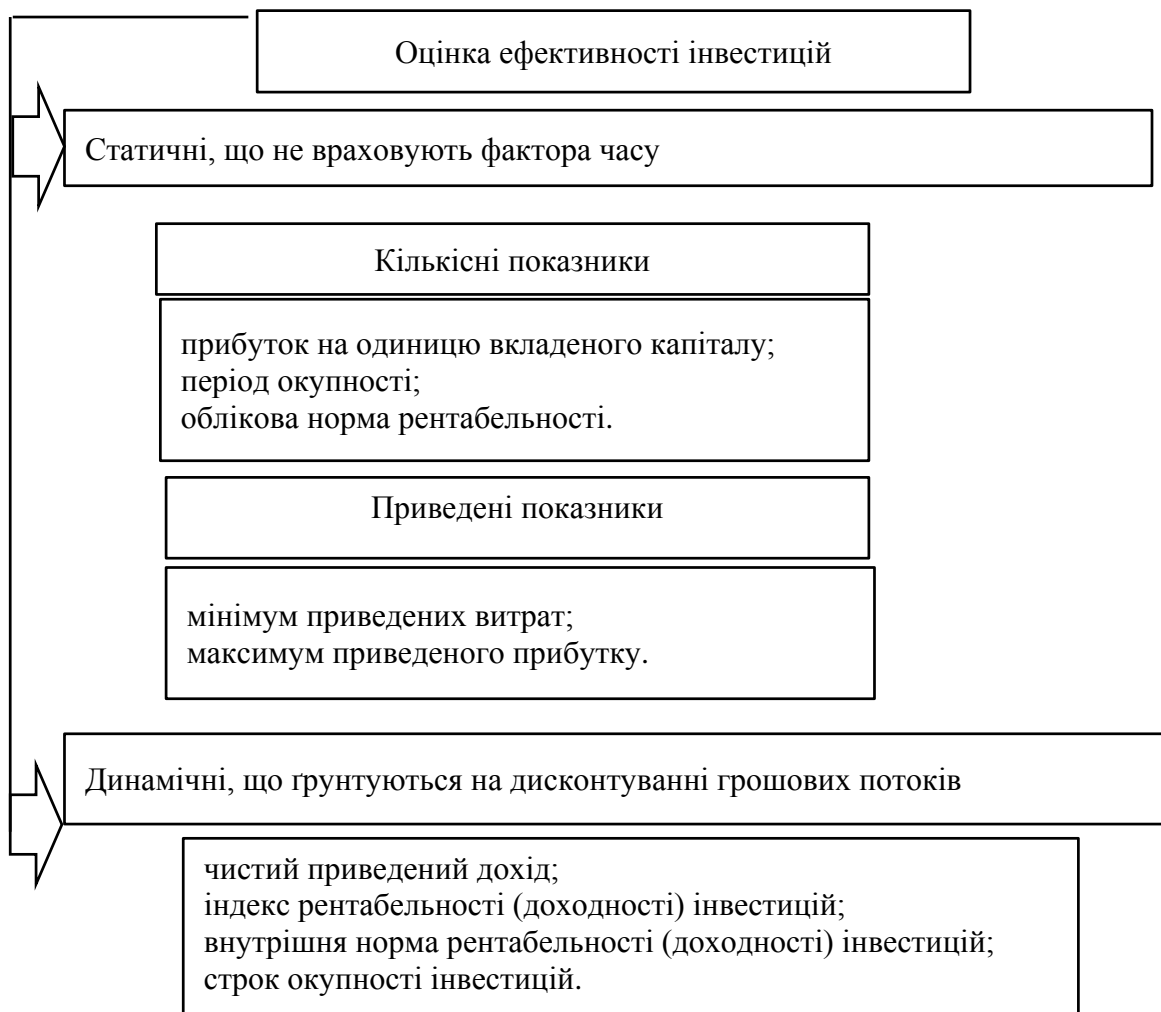 Оцінка ефективності інвестицій
Статичні, що не враховують фактора часу
Кількісні показники
прибуток на одиницю вкладеного капіталу;
період окупності;
облікова норма рентабельності.
Приведені показники
мінімум приведених витрат;
максимум приведеного прибутку.
Динамічні, що ґрунтуються на дисконтуванні грошових потоків
чистий приведений дохід;
індекс рентабельності (доходності) інвестицій;
внутрішня норма рентабельності (доходності) інвестицій;
строк окупності інвестицій.